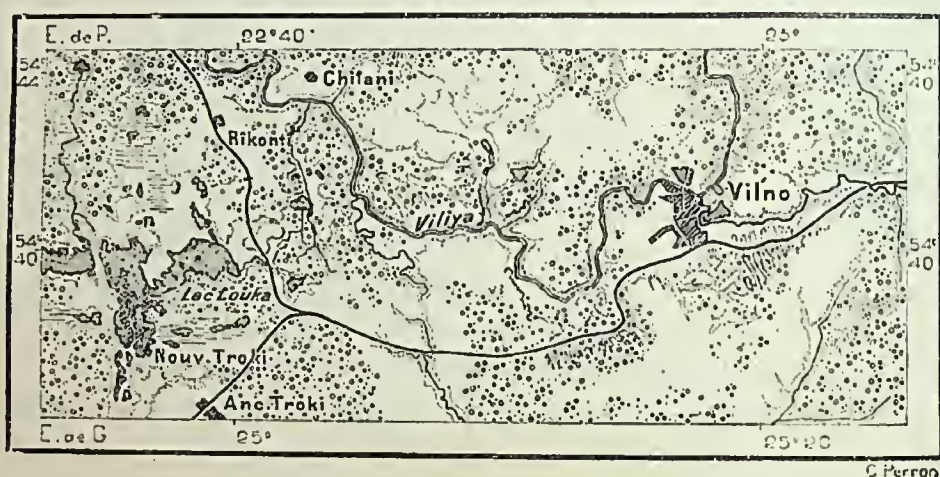 E. de P.
22°40'
25°
54°
44'
54°
40'
Chifani
Rikont
Vilno
Viliya
54°
40'
54°
40'
Lac Louka
Nouv. Troki
Anc. Troki
E. de G
25°
25°20'
C. Perron